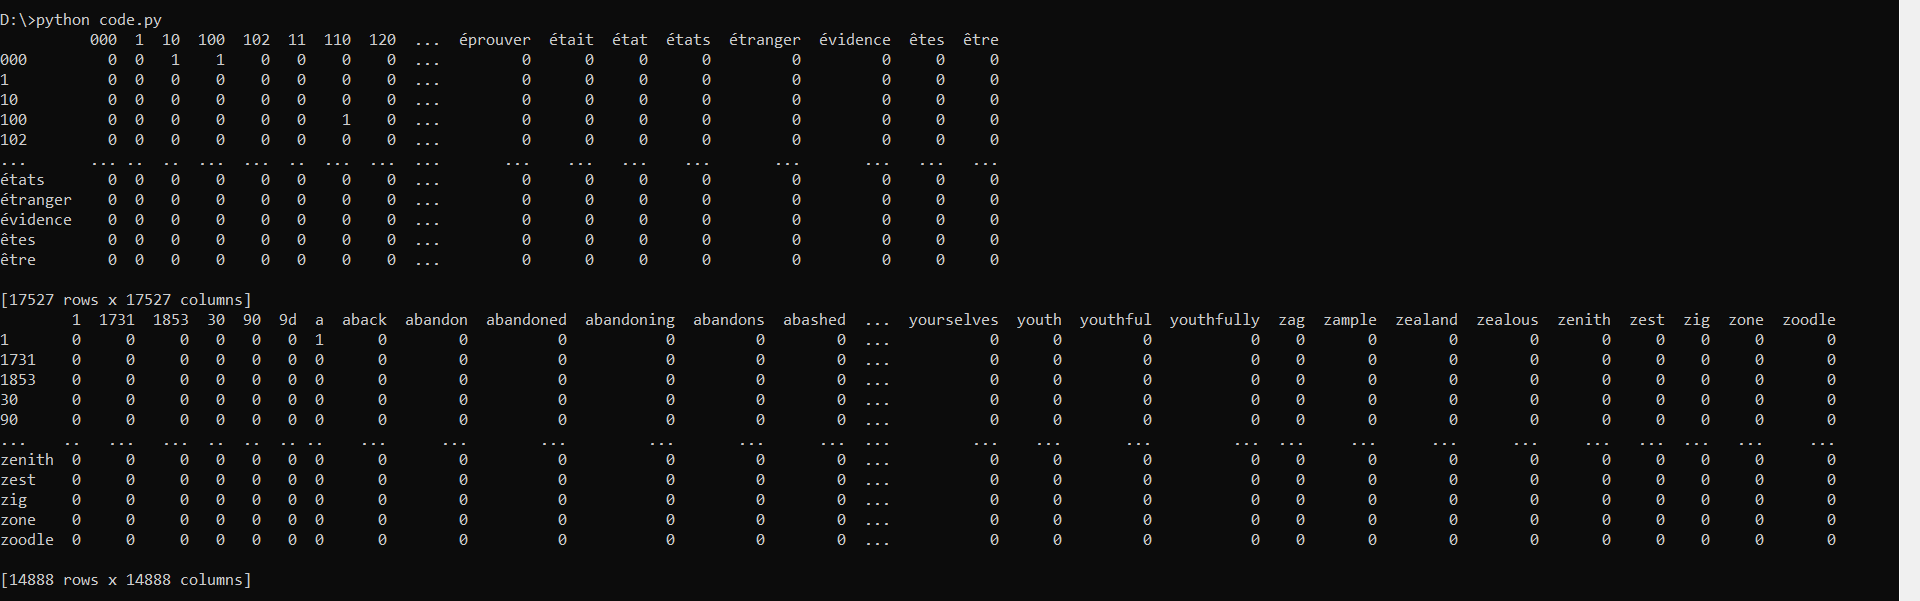 D:\>python code.py
000 1 10 100 102 11 110 120 ... éprouver était état états étranger évidence êtes être
000 0 0 1 1 0 0 0 0 ... 0 0 0 0 0 0 0 0
1 0 0 0 0 0 0 0 0 ... 0 0 0 0 0 0 0 0
10 0 0 0 0 0 0 0 0 ... 0 0 0 0 0 0 0 0
100 0 0 0 0 0 0 1 0 ... 0 0 0 0 0 0 0 0
102 0 0 0 0 0 0 0 0 ... 0 0 0 0 0 0 0 0
... ... .. .. ... ... .. ... ... ... ... ... ... ... ... ... ... ...
états 0 0 0 0 0 0 0 0 ... 0 0 0 0 0 0 0 0
étranger 0 0 0 0 0 0 0 0 ... 0 0 0 0 0 0 0 0
évidence 0 0 0 0 0 0 0 0 ... 0 0 0 0 0 0 0 0
êtes 0 0 0 0 0 0 0 0 ... 0 0 0 0 0 0 0 0
être 0 0 0 0 0 0 0 0 ... 0 0 0 0 0 0 0 0
[17527 rows x 17527 columns]
1 1731 1853 30 90 9d a aback abandon abandoned abandoning abandons abashed ... yourselves youth youthful youthfully zag zample zealand zealous zenith zest zig zone zoodle
1 0 0 0 0 0 0 1 0 0 0 0 0 0 ... 0 0 0 0 0 0 0 0 0 0 0 0 0
1731 0 0 0 0 0 0 0 0 0 0 0 0 0 ... 0 0 0 0 0 0 0 0 0 0 0 0 0
1853 0 0 0 0 0 0 0 0 0 0 0 0 0 ... 0 0 0 0 0 0 0 0 0 0 0 0 0
30 0 0 0 0 0 0 0 0 0 0 0 0 0 ... 0 0 0 0 0 0 0 0 0 0 0 0 0
90 0 0 0 0 0 0 0 0 0 0 0 0 0 ... 0 0 0 0 0 0 0 0 0 0 0 0 0
... .. ... ... .. .. .. .. ... ... ... ... ... ... ... ... ... ... ... ... ... ... ... ... ... ... ... ...
zenith 0 0 0 0 0 0 0 0 0 0 0 0 0 ... 0 0 0 0 0 0 0 0 0 0 0 0 0
zest 0 0 0 0 0 0 0 0 0 0 0 0 0 ... 0 0 0 0 0 0 0 0 0 0 0 0 0
zig 0 0 0 0 0 0 0 0 0 0 0 0 0 ... 0 0 0 0 0 0 0 0 0 0 0 0 0
zone 0 0 0 0 0 0 0 0 0 0 0 0 0 ... 0 0 0 0 0 0 0 0 0 0 0 0 0
zoodle 0 0 0 0 0 0 0 0 0 0 0 0 0 ... 0 0 0 0 0 0 0 0 0 0 0 0 0
[14888 rows x 14888 columns]